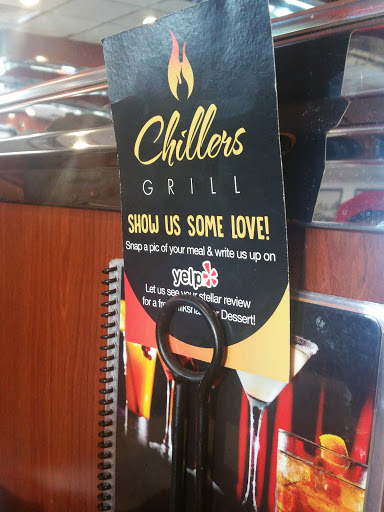 Chillers
GRILL
SHOW US SOME LOVE!
Snap a pic of your meal & write us up on
yelp
Let us see your stellar review
for a Dessert!